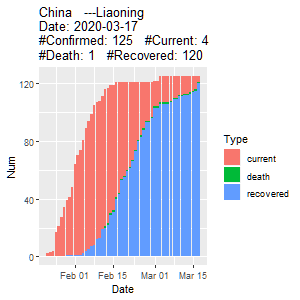 China   ---Liaoning
Date: 2020-03-17
#Confirmed: 125   #Current: 4
#Death: 1   #Recovered: 120
120
80
40
0
Num
Feb 01   Feb 15   Mar 01   Mar 15
Date
Type
current
death
recovered